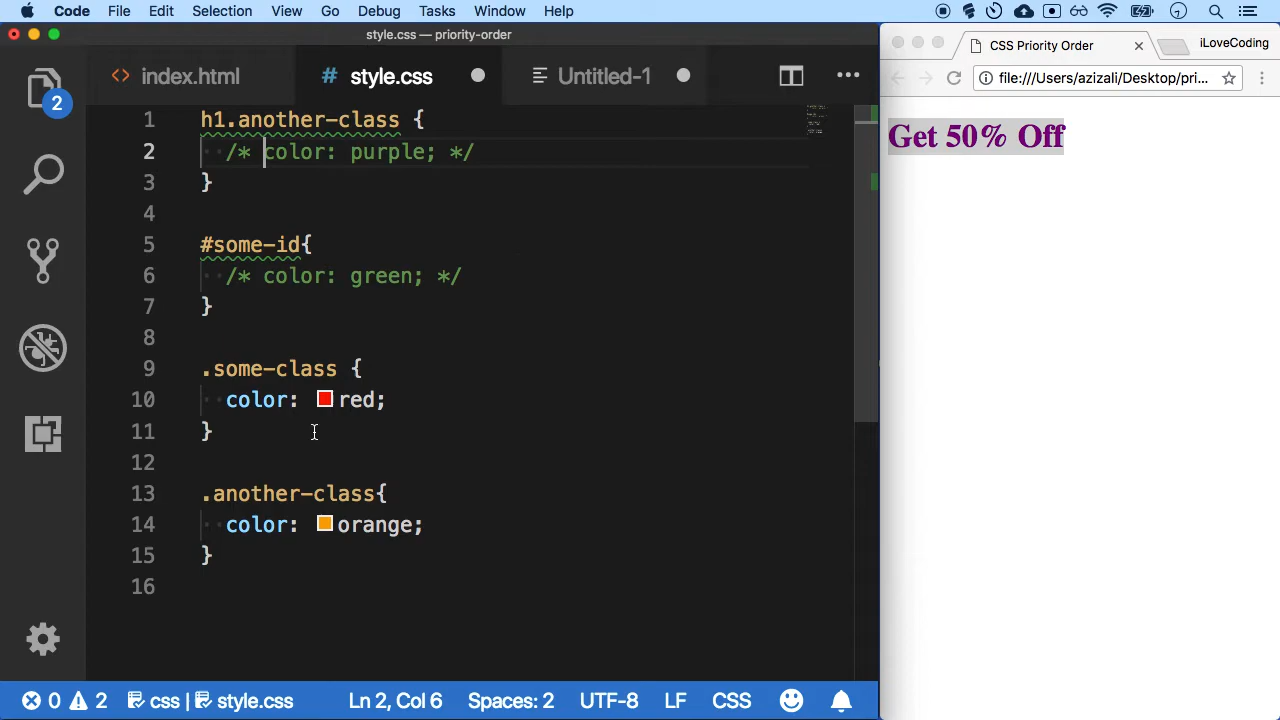 Code File Edit Selection View Go Debug Tasks Window Help
style.css — priority-order
index.html
style.css
Untitled-1
CSS Priority Order
iLoveCoding
file:///Users/azizali/Desktop/pri...
2
1 h1.another-class {
2 /* color: purple; */
3 }
4
5 #some-id{
6 /* color: green; */
7 }
8
9 .some-class {
10 color: red;
11 }
12
13 .another-class{
14 color: orange;
15 }
16
Get 50% Off
0 2 css | style.css Ln 2, Col 6 Spaces: 2 UTF-8 LF CSS